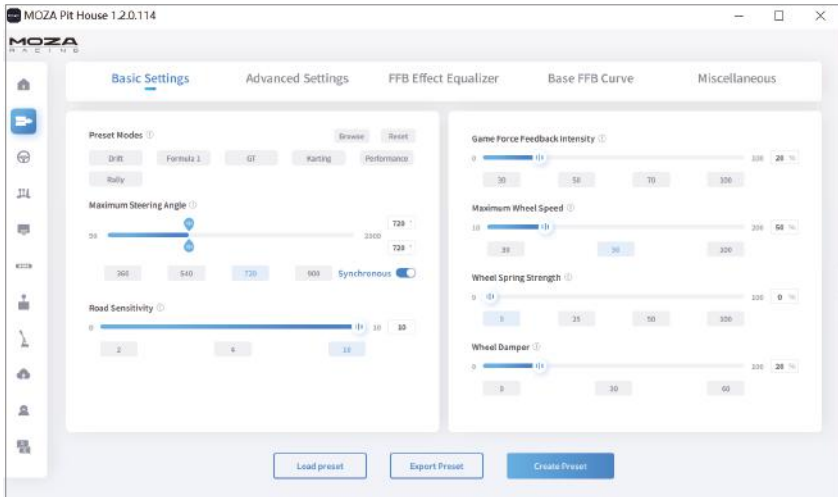 MOZA Pit House 1.2.0.114
MOZA
RACING
Basic Settings Advanced Settings FFB Effect Equalizer Base FFB Curve Miscellaneous
Preset Modes Browse Reset
Drift Formula 1 GT Karting Performance
Rally
Maximum Steering Angle
720 °
50 2000
720 °
360 540 720 900 Synchronous
Road Sensitivity
0 10 10
2 6 10
Game Force Feedback Intensity
0 100 20 %
30 50 70 100
Maximum Wheel Speed
10 200 50 %
30 50 100
Wheel Spring Strength
0 100 0 %
0 25 50 100
Wheel Damper
0 100 20 %
0 30 60
Load preset Export Preset Create Preset